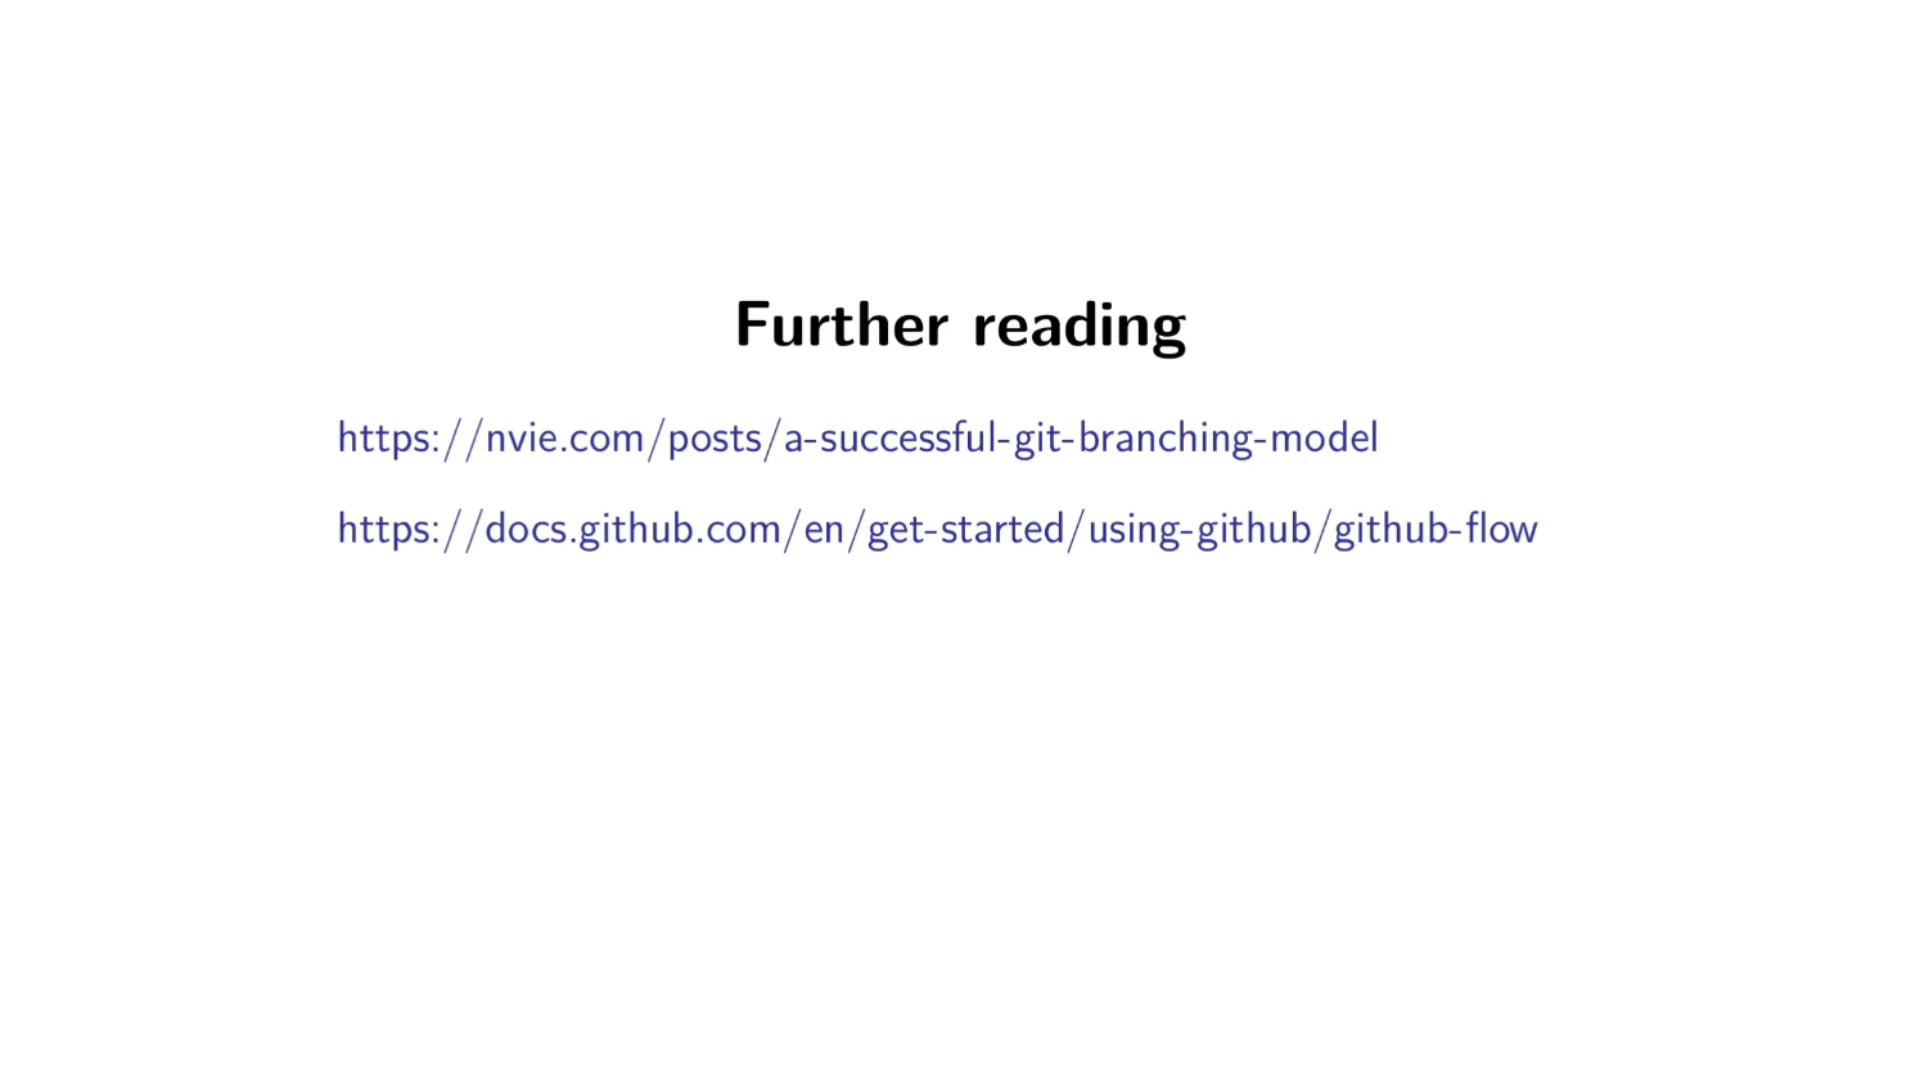 Further reading
https://nvie.com/posts/a-successful-git-branching-model
https://docs.github.com/en/get-started/using-github/github-flow